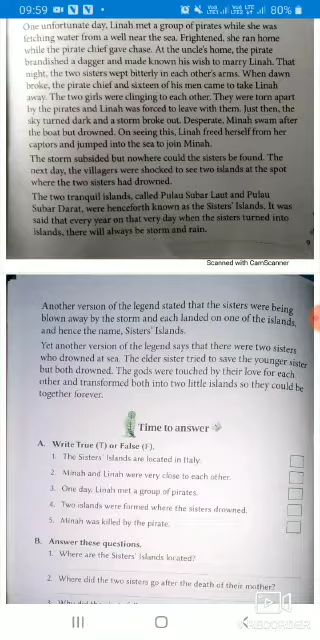 09:59
80%
One unfortunate day, Linah met a group of pirates while she was
fetching water from a well near the sea. Frightened, she ran home
while the pirate chief gave chase. At the uncle's home, the pirate
brandished a dagger and made known his wish to marry Linah. That
night, the two sisters wept bitterly in each other's arms. When dawn
broke, the pirate chief and sixteen of his men came to take Linah
away. The two girls were clinging to each other. They were torn apart
by the pirates and Linah was forced to leave with them. Just then, the
sky turned dark and a storm broke out. Desperate, Minah swam after
the boat but drowned. On seeing this, Linah freed herself from her
captors and jumped into the sea to join Minah.
The storm subsided but nowhere could the sisters be found. The
next day, the villagers were shocked to see two islands at the spot
where the two sisters had drowned.
The two tranquil islands, called Pulau Subar Laut and Pulau
Subar Darat, were henceforth known as the Sisters' Islands. It was
said that every year on that very day when the sisters turned into
islands, there will always be storm and rain.
9
Scanned with CamScanner
Another version of the legend stated that the sisters were being
blown away by the storm and each landed on one of the islands,
and hence the name, Sisters' Islands.
Yet another version of the legend says that there were two sisters
who drowned at sea. The elder sister tried to save the younger sister
but both drowned. The gods were touched by their love for each
other and transformed both into two little islands so they could be
together forever.
Time to answer
A. Write True (T) or False (F).
1. The Sisters' Islands are located in Italy.
2. Minah and Linah were very close to each other.
3. One day, Linah met a group of pirates.
4. Two islands were formed where the sisters drowned.
5. Minah was killed by the pirate.
B. Answer these questions.
1. Where are the Sisters' Islands located?
2. Where did the two sisters go after the death of their mother?
RECORDER